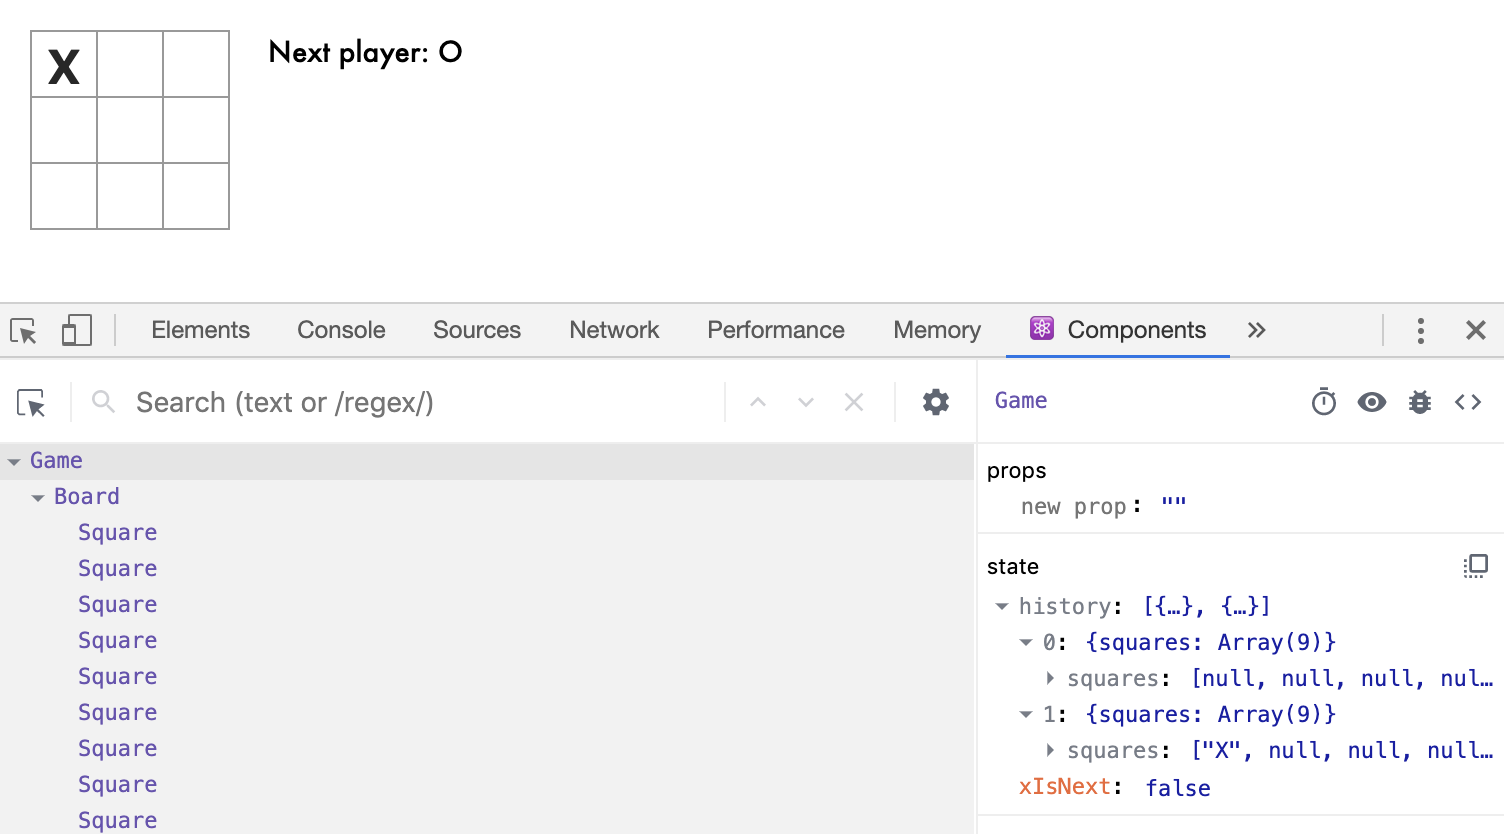 X
Next player: O
Elements Console Sources Network Performance Memory Components
Search (text or /regex/)
Game
Board
Square
Square
Square
Square
Square
Square
Square
Square
Square
Game
props
new prop: ""
state
history: [{…}, {…}]
0: {squares: Array(9)}
squares: [null, null, null, nul…
1: {squares: Array(9)}
squares: ["X", null, null, null…
xIsNext: false